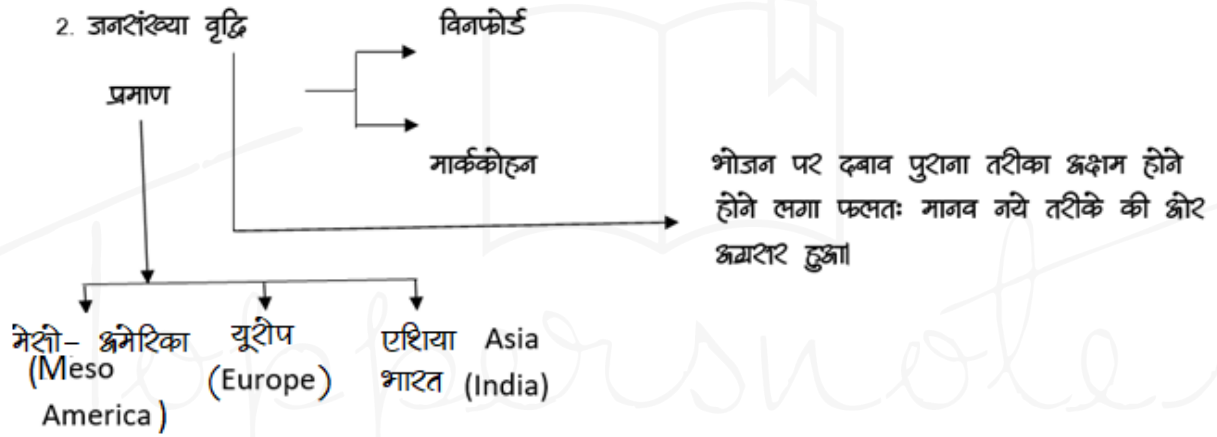 2. जनसंख्या वृद्धि
विनफोर्ड
प्रमाण
मार्ककोहन
भोजन पर दबाव पुराना तरीका अक्षम होने
होने लगा फलतः मानव नये तरीके की ओर
अग्रसर हुआ।
मेसो- अमेरिका
(Meso
America)
यूरोप
(Europe)
एशिया Asia
भारत (India)
Toppersnotes